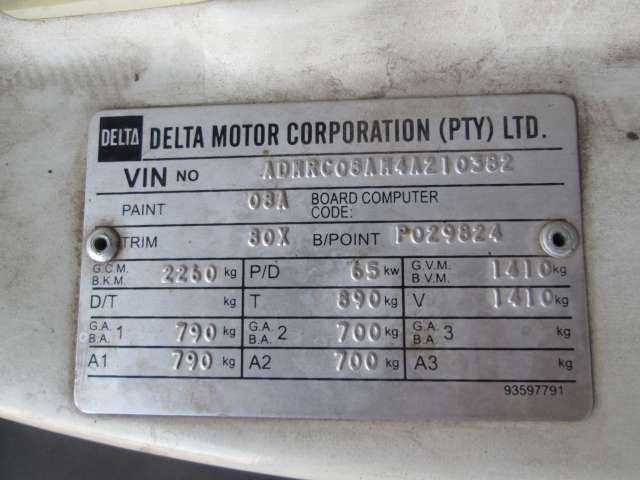 DELTA DELTA MOTOR CORPORATION (PTY) LTD.
VIN NO ADMRC08AM4A210382
PAINT 08A BOARD COMPUTER CODE:
TRIM 80X B/POINT P029824
G.C.M. B.K.M. 2260 kg P/D 65 kw G.V.M. B.V.M. 1410 kg
D/T kg T 890 kg V 1410 kg
G.A. B.A. 1 790 kg G.A. B.A. 2 700 kg G.A. B.A. 3 kg
A1 790 kg A2 700 kg A3 kg
93597791